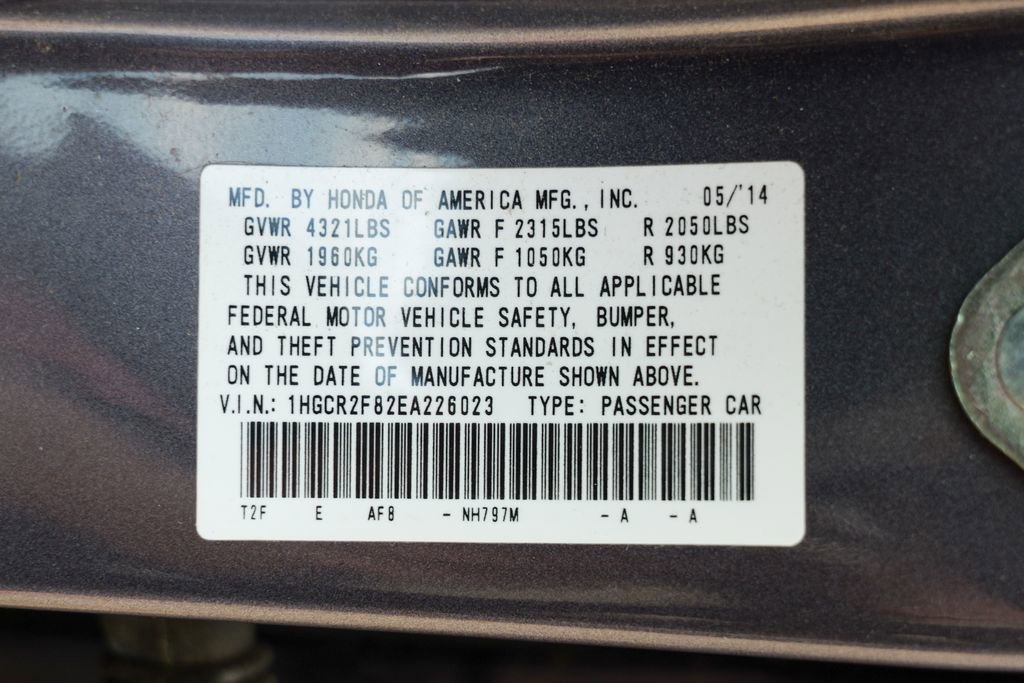 MFD. BY HONDA OF AMERICA MFG., INC. 05/'14
GVWR 4321LBS GAWR F 2315LBS R 2050LBS
GVWR 1960KG GAWR F 1050KG R 930KG
THIS VEHICLE CONFORMS TO ALL APPLICABLE
FEDERAL MOTOR VEHICLE SAFETY, BUMPER,
AND THEFT PREVENTION STANDARDS IN EFFECT
ON THE DATE OF MANUFACTURE SHOWN ABOVE.
V.I.N.: 1HGCR2F82EA226023 TYPE: PASSENGER CAR
T2F E AF8 - NH797M - A - A